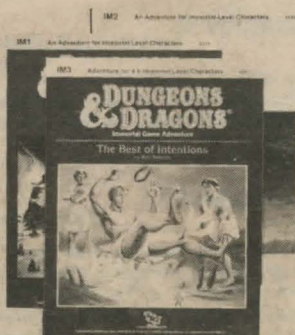 IM2 An Adventure for Immortal Level Characters
IM1 An Adventure for Immortal Level Characters
IM3 Adventure for Immortal Level Characters
DUNGEONS
& DRAGONS®
Immortal Game Adventure
The Best of Intentions
by